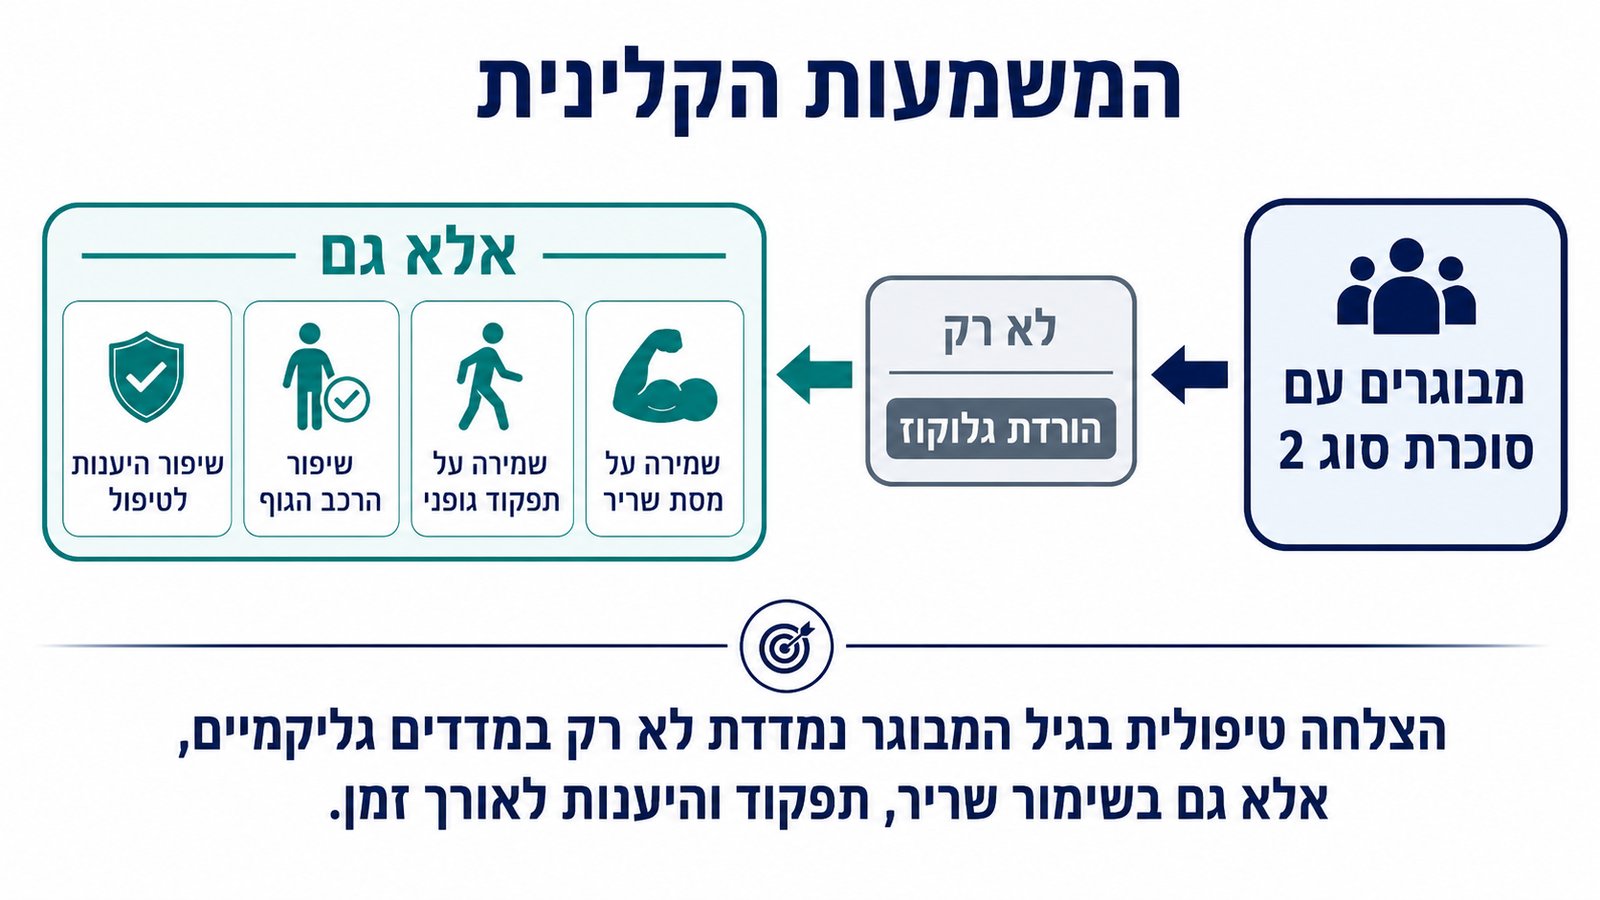 המשמעות הקלינית
מבוגרים עם
סוכרת סוג 2
לא רק
הורדת גלוקוז
אלא גם
שמירה על
מסת שריר
שמירה על
תפקוד גופני
שיפור
הרכב הגוף
שיפור היענות
לטיפול
הצלחה טיפולית בגיל המבוגר נמדדת לא רק במדדים גליקמיים,
אלא גם בשימור שריר, תפקוד והיענות לאורך זמן.